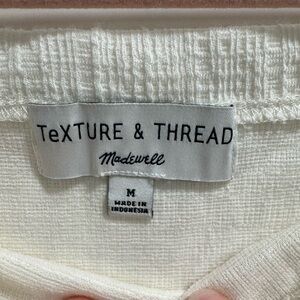 TeXTURE & THREAD
Madewell
M
MADE IN
INDONESIA